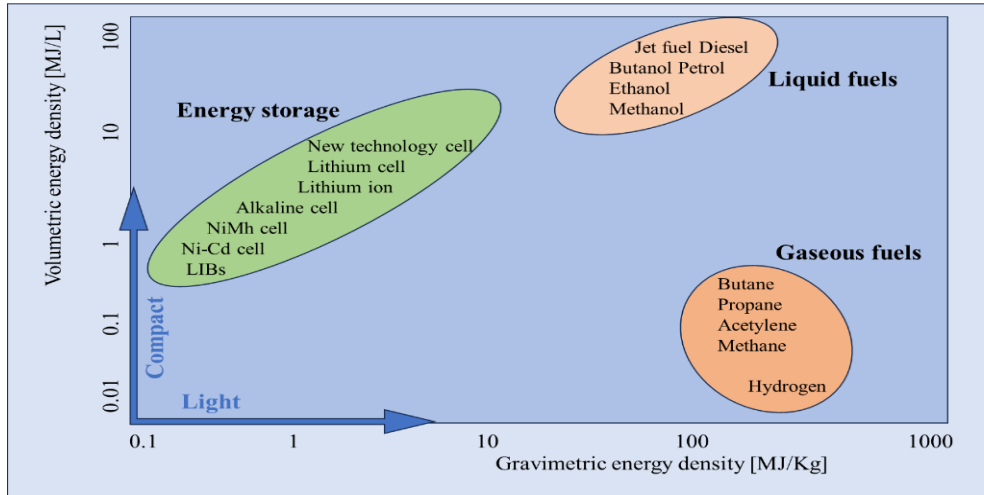 Volumetric energy density [MJ/L]
100
10
1
0.1
0.01
Energy storage
New technology cell
Lithium cell
Lithium ion
Alkaline cell
NiMh cell
Ni-Cd cell
LIBs
Jet fuel Diesel
Butanol Petrol
Ethanol
Methanol
Liquid fuels
Gaseous fuels
Butane
Propane
Acetylene
Methane
Hydrogen
Compact
Light
0.1
1
10
100
1000
Gravimetric energy density [MJ/Kg]